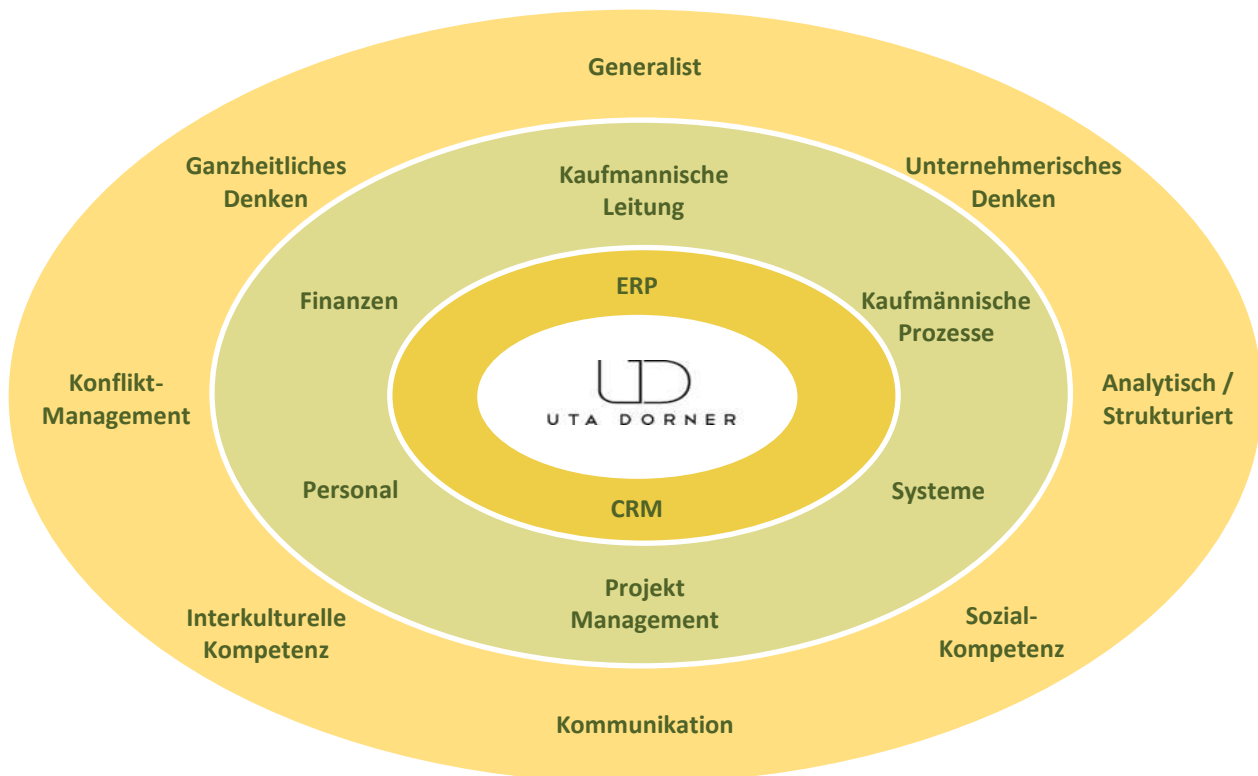 Generalist
Ganzheitliches
Denken
Kaufmannische
Leitung
Unternehmerisches
Denken
Finanzen
ERP
Kaufmännische
Prozesse
Konflikt-
Management
UD
UTA DORNER
Analytisch /
Strukturiert
Personal
CRM
Systeme
Projekt
Management
Interkulturelle
Kompetenz
Sozial-
Kompetenz
Kommunikation